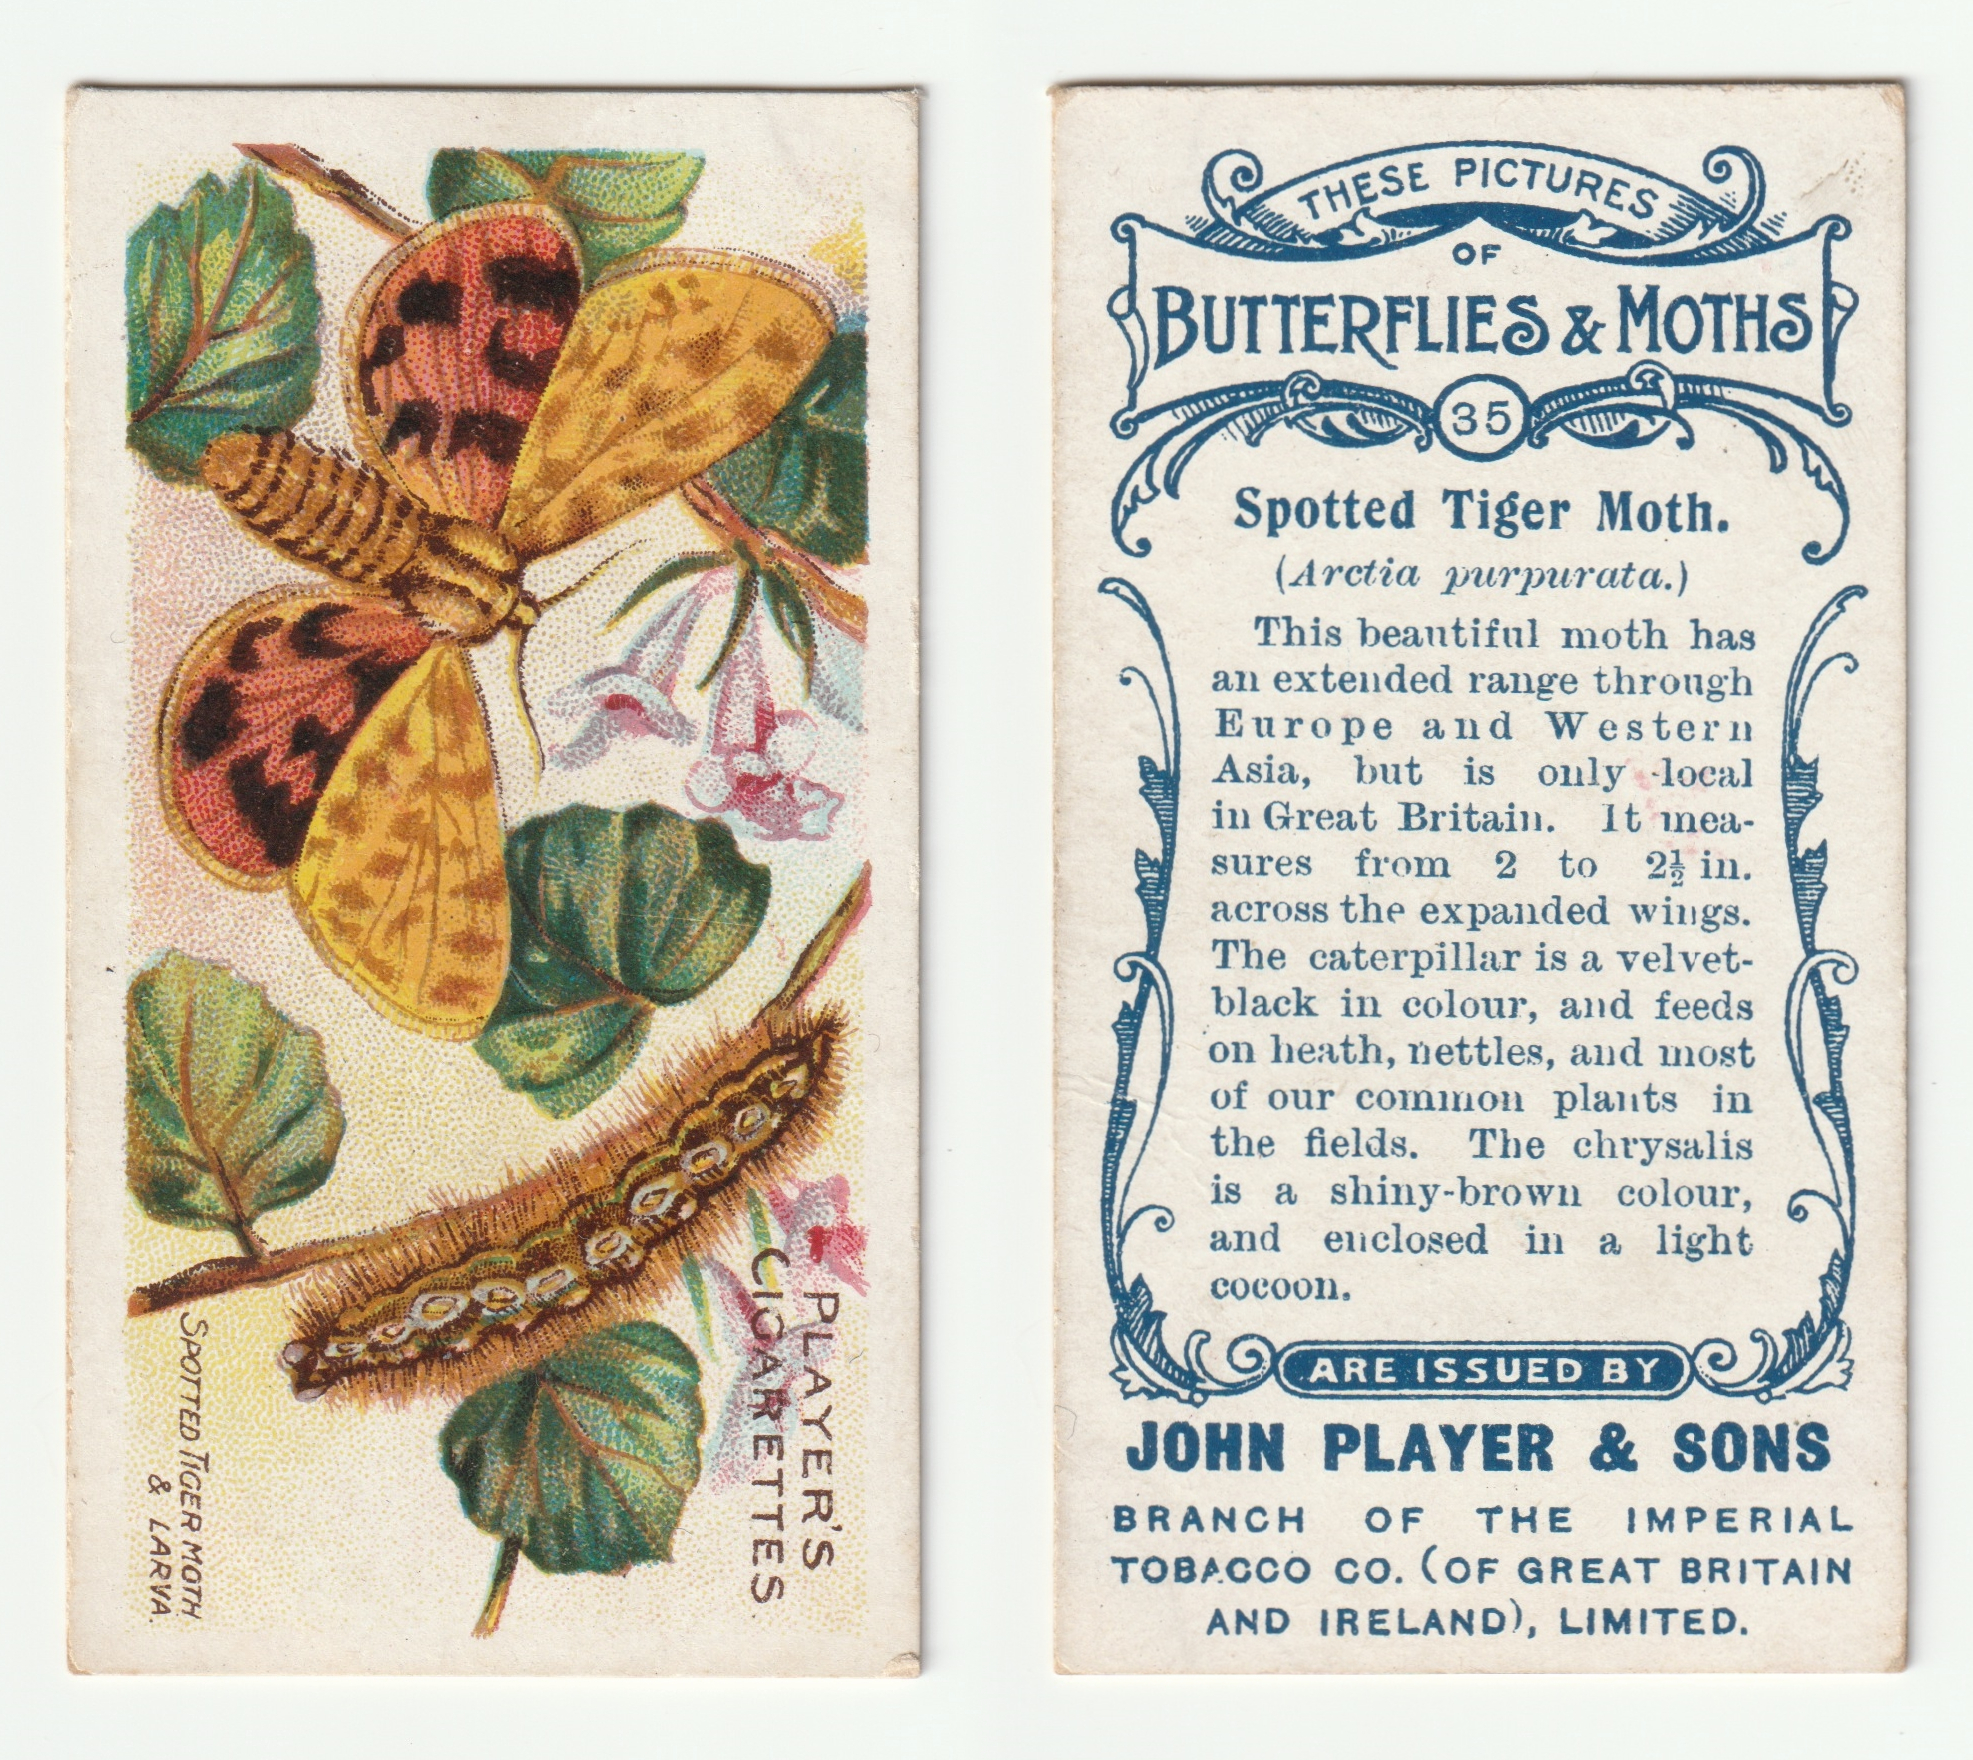 PLAYER'S
CIGARETTES
SPOTTED TIGER MOTH
& LARVA.
THESE PICTURES
OF
BUTTERFLIES & MOTHS
35
Spotted Tiger Moth.
(Arctia purpurata.)
This beautiful moth has
an extended range through
Europe and Western
Asia, but is only local
in Great Britain. It mea-
sures from 2 to 2½ in.
across the expanded wings.
The caterpillar is a velvet-
black in colour, and feeds
on heath, nettles, and most
of our common plants in
the fields. The chrysalis
is a shiny-brown colour,
and enclosed in a light
cocoon.
ARE ISSUED BY
JOHN PLAYER & SONS
BRANCH OF THE IMPERIAL
TOBACCO CO. (OF GREAT BRITAIN
AND IRELAND), LIMITED.